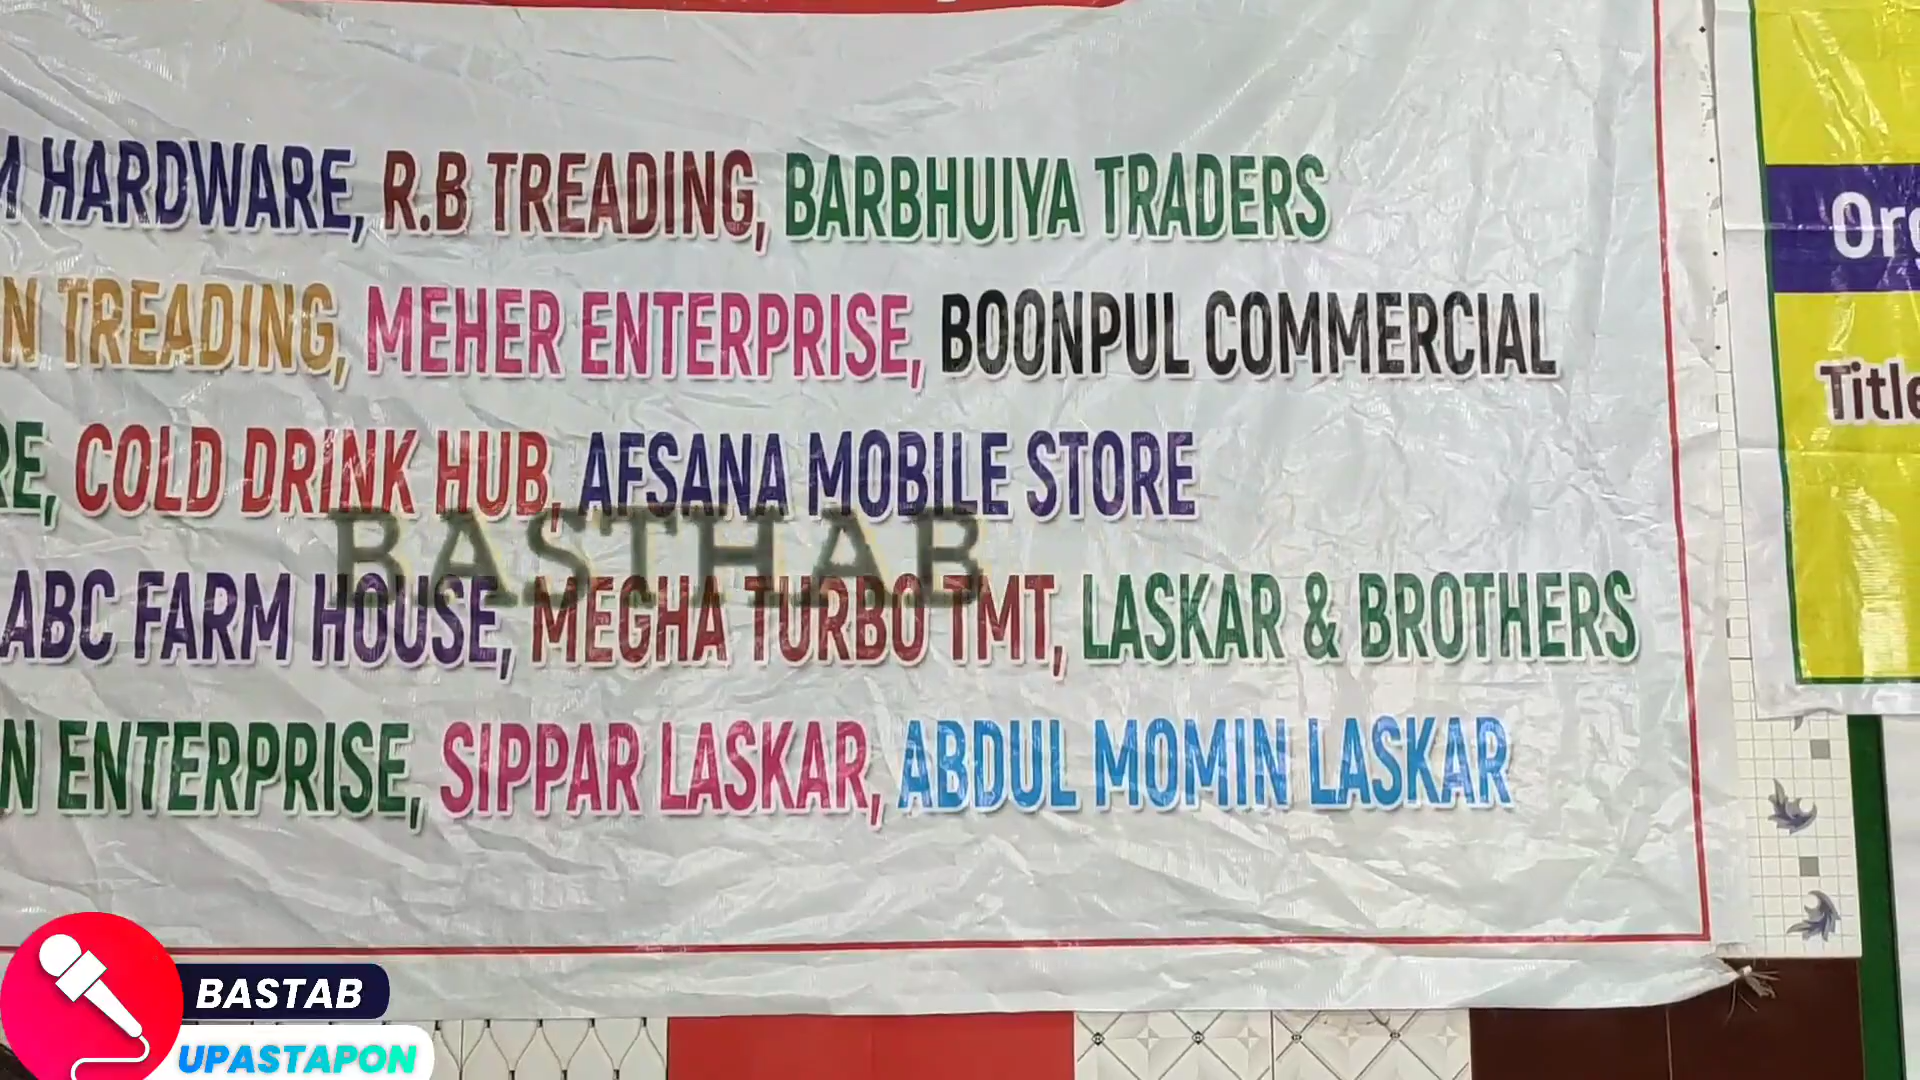 HARDWARE, R.B TREADING, BARBHUIYA TRADERS
TREADING, MEHER ENTERPRISE, BOONPUL COMMERCIAL
COLD DRINK HUB, AFSANA MOBILE STORE
BASTHAB
ABC FARM HOUSE, MEGHA TURBO TMT, LASKAR & BROTHERS
ENTERPRISE, SIPPAR LASKAR, ABDUL MOMIN LASKAR
Title
BASTAB
UPASTAPON